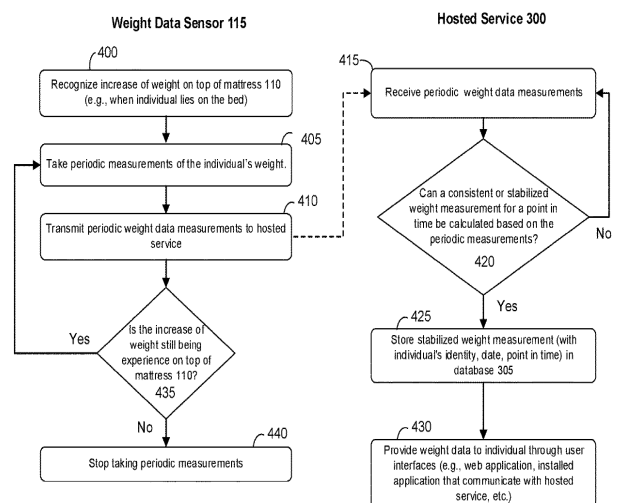 Weight Data Sensor 115
400
Recognize increase of weight on top of mattress 110
(e.g., when individual lies on the bed)
405
Take periodic measurements of the individual's weight.
410
Transmit periodic weight data measurements to hosted
service
Yes
Is the increase of
weight still being
experience on top of
mattress 110?
435
No
440
Stop taking periodic measurements
Hosted Service 300
415
Receive periodic weight data measurements
Can a consistent or stabilized
weight measurement for a point in
time be calculated based on the
periodic measurements?
420
No
Yes
425
Store stabilized weight measurement (with
individual's identity, date, point in time) in
database 305
430
Provide weight data to individual through user
interfaces (e.g., web application, installed
application that communicate with hosted
service, etc.)